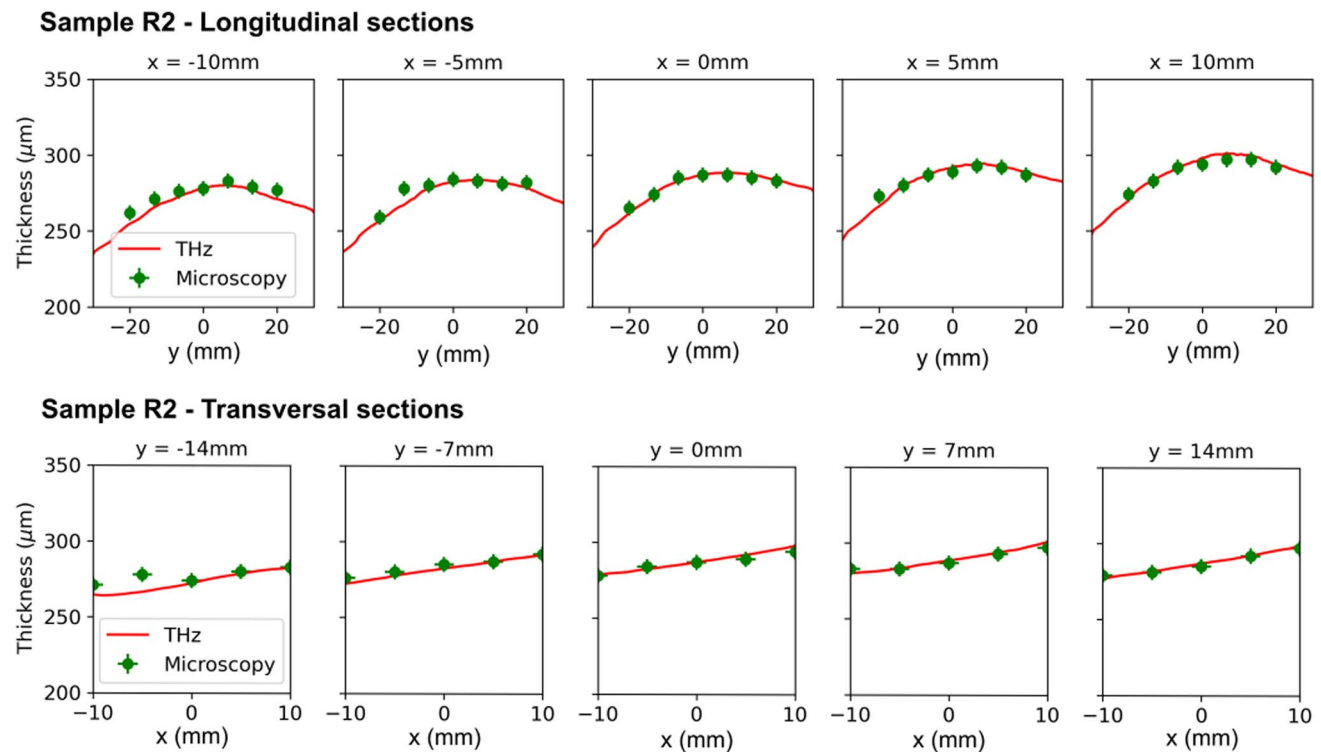 Sample R2 - Longitudinal sections
x = -10mm x = -5mm x = 0mm x = 5mm x = 10mm
350
300
250
200
Thickness (μm)
THz
Microscopy
−20 0 20 −20 0 20 −20 0 20 −20 0 20 −20 0 20
y (mm) y (mm) y (mm) y (mm) y (mm)
Sample R2 - Transversal sections
y = -14mm y = -7mm y = 0mm y = 7mm y = 14mm
350
300
250
200
Thickness (μm)
THz
Microscopy
−10 0 10 −10 0 10 −10 0 10 −10 0 10 −10 0 10
x (mm) x (mm) x (mm) x (mm) x (mm)